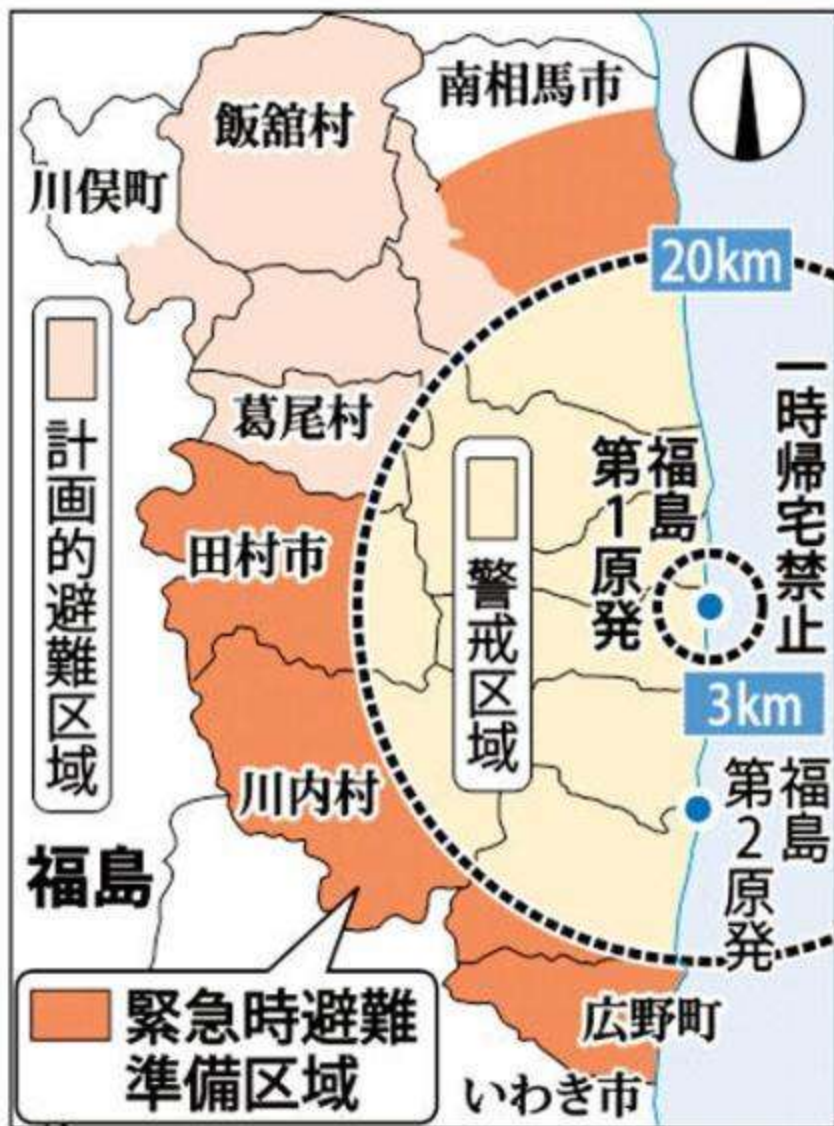 南相馬市
飯舘村
川俣町
20km
一時帰宅禁止
計画的避難区域
葛尾村
福島
第1原発
警戒区域
田村市
3km
川内村
福島
第2原発
福島
緊急時避難
準備区域
広野町
いわき市